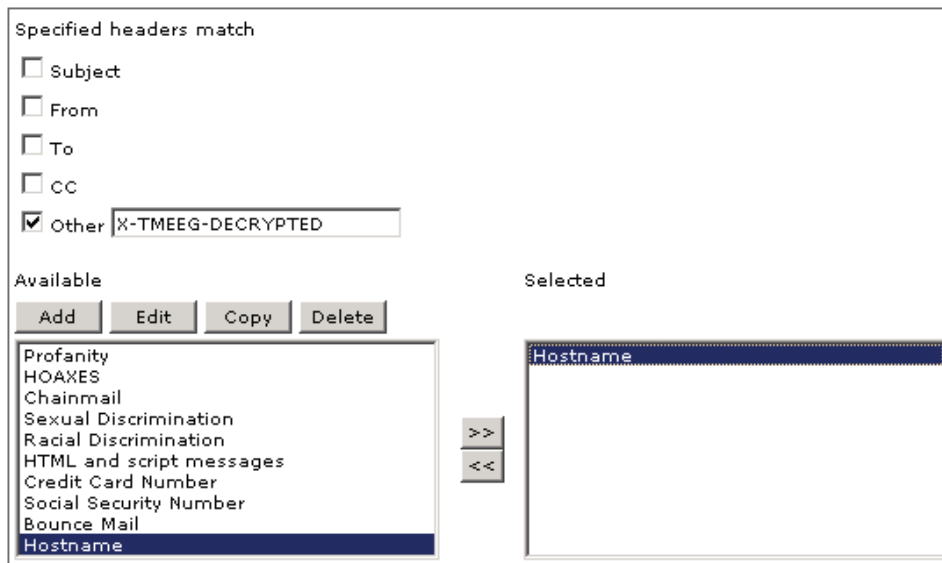 Specified headers match
Subject
From
To
CC
Other X-TMEEG-DECRYPTED
Available Selected
Add Edit Copy Delete
Profanity
HOAXES
Chainmail
Sexual Discrimination
Racial Discrimination
HTML and script messages
Credit Card Number
Social Security Number
Bounce Mail
Hostname
>>
<<
Hostname